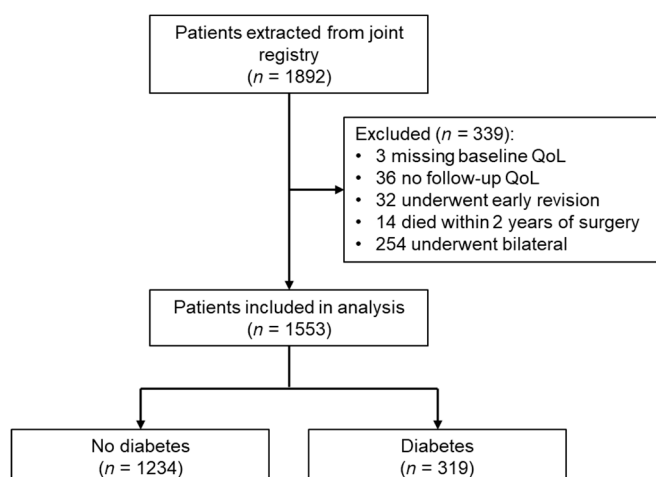 Patients extracted from joint
registry
(n = 1892)
Excluded (n = 339):
• 3 missing baseline QoL
• 36 no follow-up QoL
• 32 underwent early revision
• 14 died within 2 years of surgery
• 254 underwent bilateral
Patients included in analysis
(n = 1553)
No diabetes
(n = 1234)
Diabetes
(n = 319)